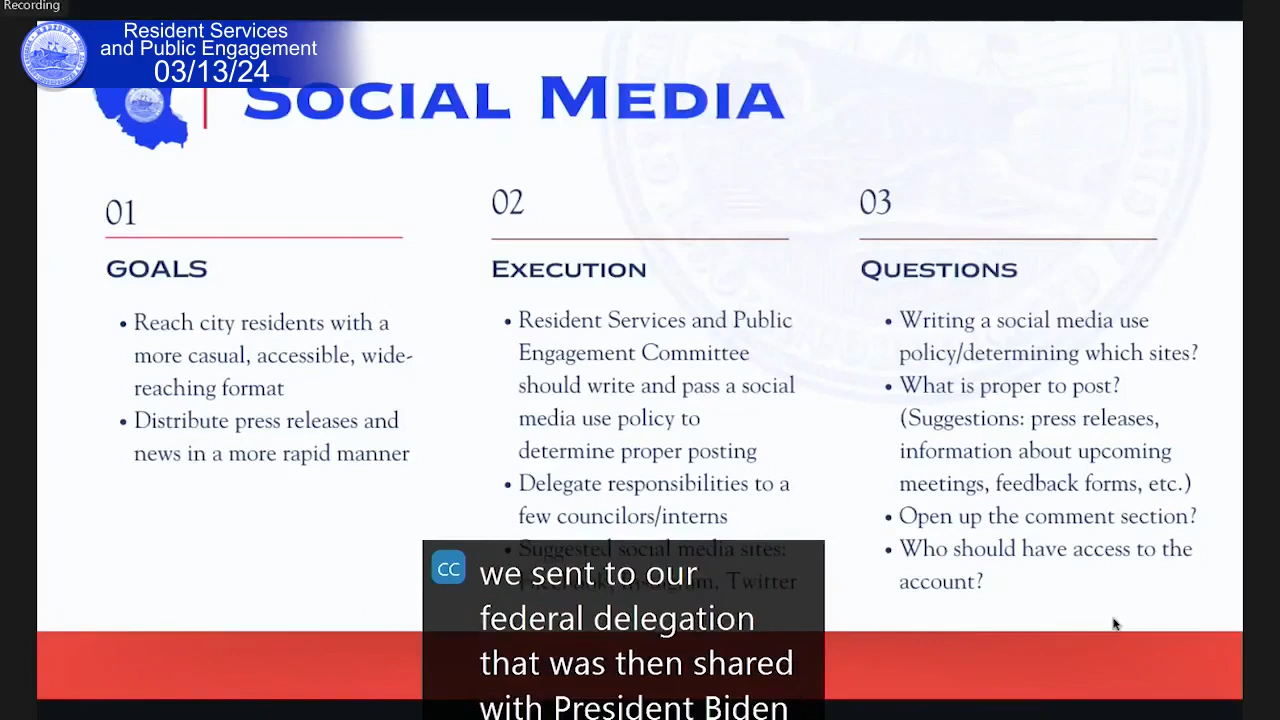 Recording
Resident Services
and Public Engagement
03/13/24
SOCIAL MEDIA
01
GOALS
• Reach city residents with a
more casual, accessible, wide-
reaching format
• Distribute press releases and
news in a more rapid manner
02
EXECUTION
• Resident Services and Public
Engagement Committee
should write and pass a social
media use policy to
determine proper posting
• Delegate responsibilities to a
few councilors/interns
• Suggested social media sites:
Twitter
03
QUESTIONS
• Writing a social media use
policy/determining which sites?
• What is proper to post?
(Suggestions: press releases,
information about upcoming
meetings, feedback forms, etc.)
• Open up the comment section?
• Who should have access to the
account?
CC
we sent to our
federal delegation
that was then shared
with President Biden